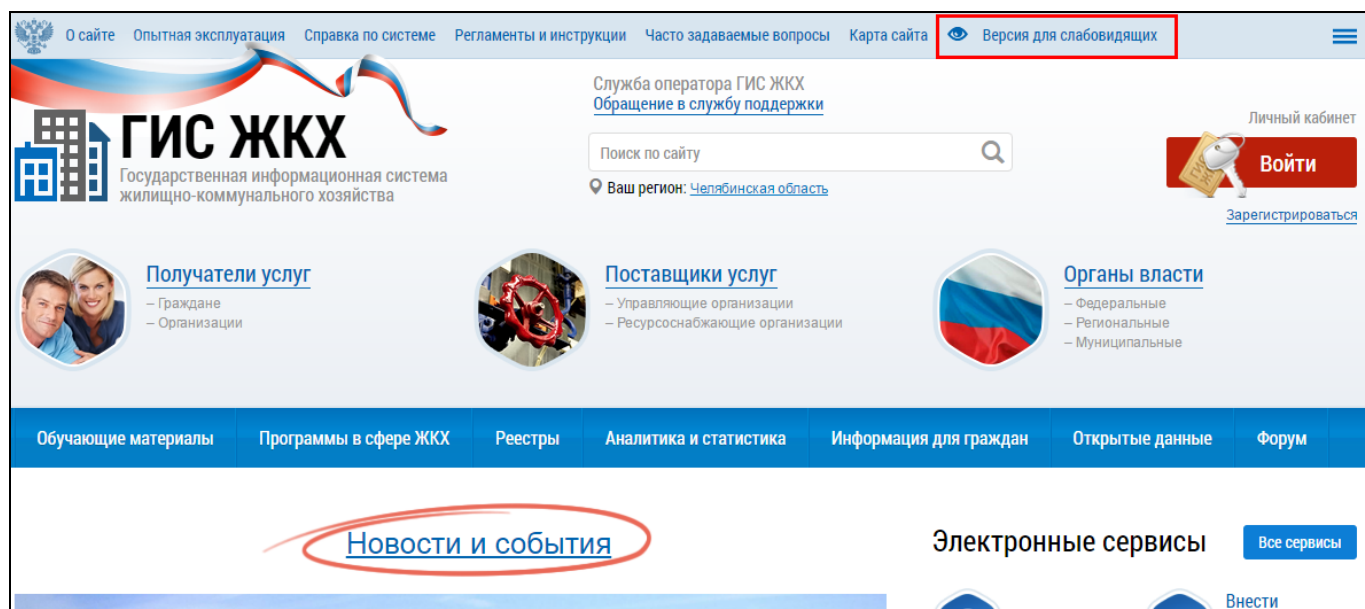 О сайте Опытная эксплуатация Справка по системе Регламенты и инструкции Часто задаваемые вопросы Карта сайта Версия для слабовидящих
Служба оператора ГИС ЖКХ
Обращение в службу поддержки
Личный кабинет
ГИС ЖКХ
Государственная информационная система
жилищно-коммунального хозяйства
Поиск по сайту
Ваш регион: Челябинская область
Войти
Зарегистрироваться
Получатели услуг
– Граждане
– Организации
Поставщики услуг
– Управляющие организации
– Ресурсоснабжающие организации
Органы власти
– Федеральные
– Региональные
– Муниципальные
Обучающие материалы Программы в сфере ЖКХ Реестры Аналитика и статистика Информация для граждан Открытые данные Форум
Новости и события
Электронные сервисы
Все сервисы
Внести